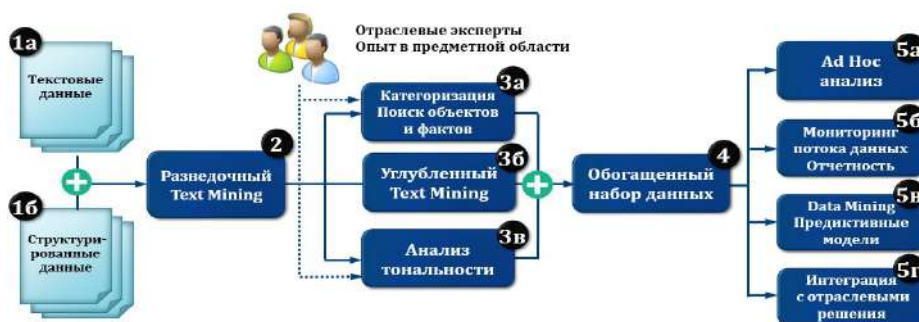 1а
Текстовые
данные
1б
Структури-
рованные
данные
2
Разведочный
Text Mining
Отраслевые эксперты
Опыт в предметной области
3а
Категоризация
Поиск объектов
и фактов
3б
Углубленный
Text Mining
3в
Анализ
тональности
4
Обогащенный
набор данных
5а
Ad Hoc
анализ
5б
Мониторинг
потока данных
Отчетность
5в
Data Mining
Предиктивные
модели
5г
Интеграция
с отраслевыми
решения